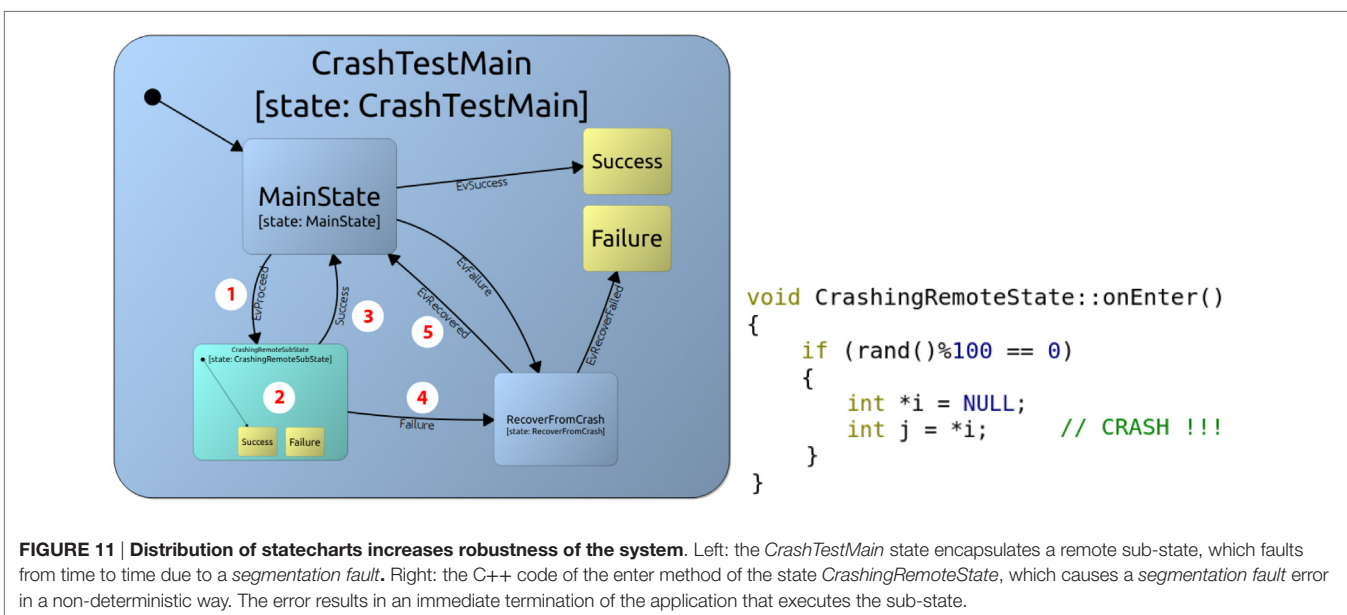 CrashTestMain
[state: CrashTestMain]
MainState
[state: MainState]
Success
EvSuccess
Failure
EvFailure
1
EvProceed
Success
3
EvRecovered
5
EvRecoverFailed
CrashingRemoteSubState
[state: CrashingRemoteSubState]
2
Success
Failure
4
Failure
RecoverFromCrash
[state: RecoverFromCrash]
void CrashingRemoteState::onEnter()
{
    if (rand()%100 == 0)
    {
        int *i = NULL;
        int j = *i;      // CRASH !!!
    }
}
FIGURE 11 | Distribution of statecharts increases robustness of the system. Left: the CrashTestMain state encapsulates a remote sub-state, which faults
from time to time due to a segmentation fault. Right: the C++ code of the enter method of the state CrashingRemoteState, which causes a segmentation fault error
in a non-deterministic way. The error results in an immediate termination of the application that executes the sub-state.